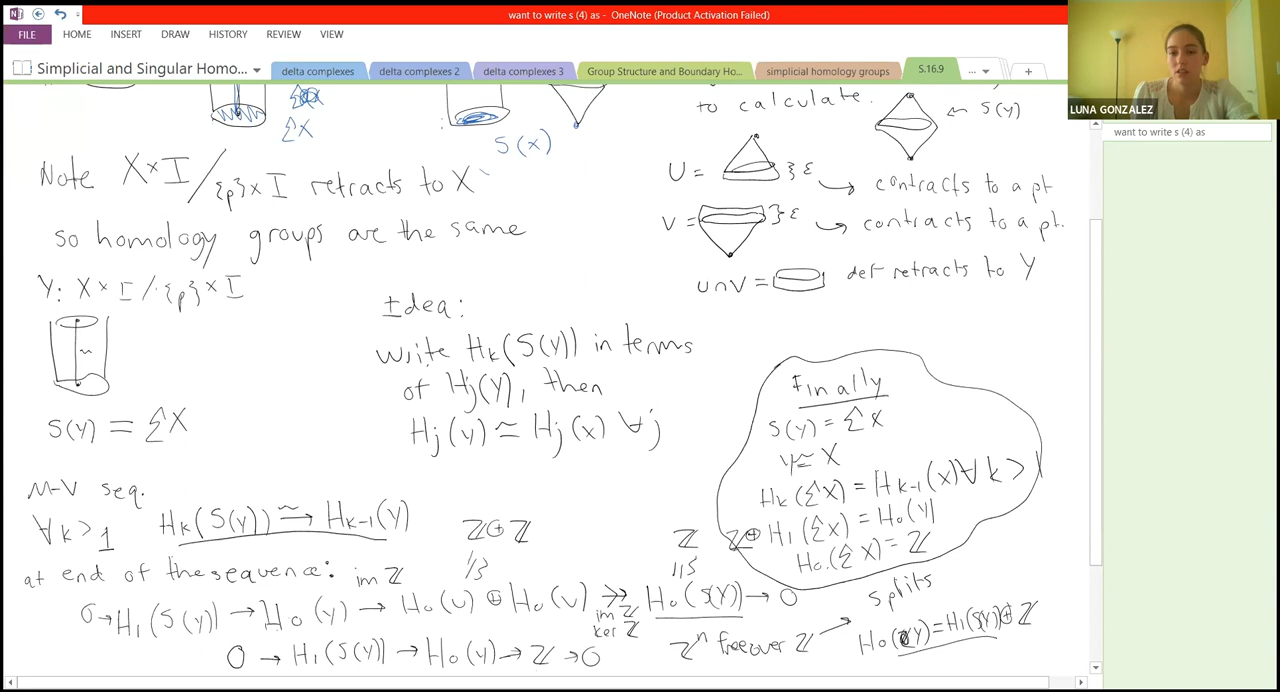 want to write s (4) as - OneNote (Product Activation Failed)
FILE HOME INSERT DRAW HISTORY REVIEW VIEW
Simplicial and Singular Homo...
delta complexes
delta complexes 2
delta complexes 3
Group Structure and Boundary Ho...
simplicial homology groups
S.16.9
...
+
LUNA GONZALEZ
want to write s (4) as
ΣX
S(X)
to calculate.
← S(Y)
Note X×I/{p}×I retracts to X
so homology groups are the same
Y: X×I/{p}×I
~
S(Y) = ΣX
U = }ε → contracts to a pt
V = }ε → contracts to a pt.
U∩V = def retracts to Y
Idea:
Write Hk(S(Y)) in terms
of Hj(Y), then
Hj(Y) ≃ Hj(X) ∀j
Finally
S(Y) = ΣX
Y≃X
Hk(ΣX) = Hk-1(X) ∀ k > 1
Z⊕ H1(ΣX) = H0(Y)
H0.(ΣX) = Z
M-V seq.
∀k>1 Hk(S(Y)) ~→ Hk-1(Y)
at end of the sequence: im Z
Z⊕Z
Z
0→H1(S(Y)) → H0(Y) → H0(U) ⊕ H0(V) ↠ H0(S(Y)) → 0
im Z
ker Z
0 → H1(S(Y)) → H0(Y) → Z → 0
Zⁿ free over Z → splits
H0(Y) = H1(S(Y)) ⊕ Z